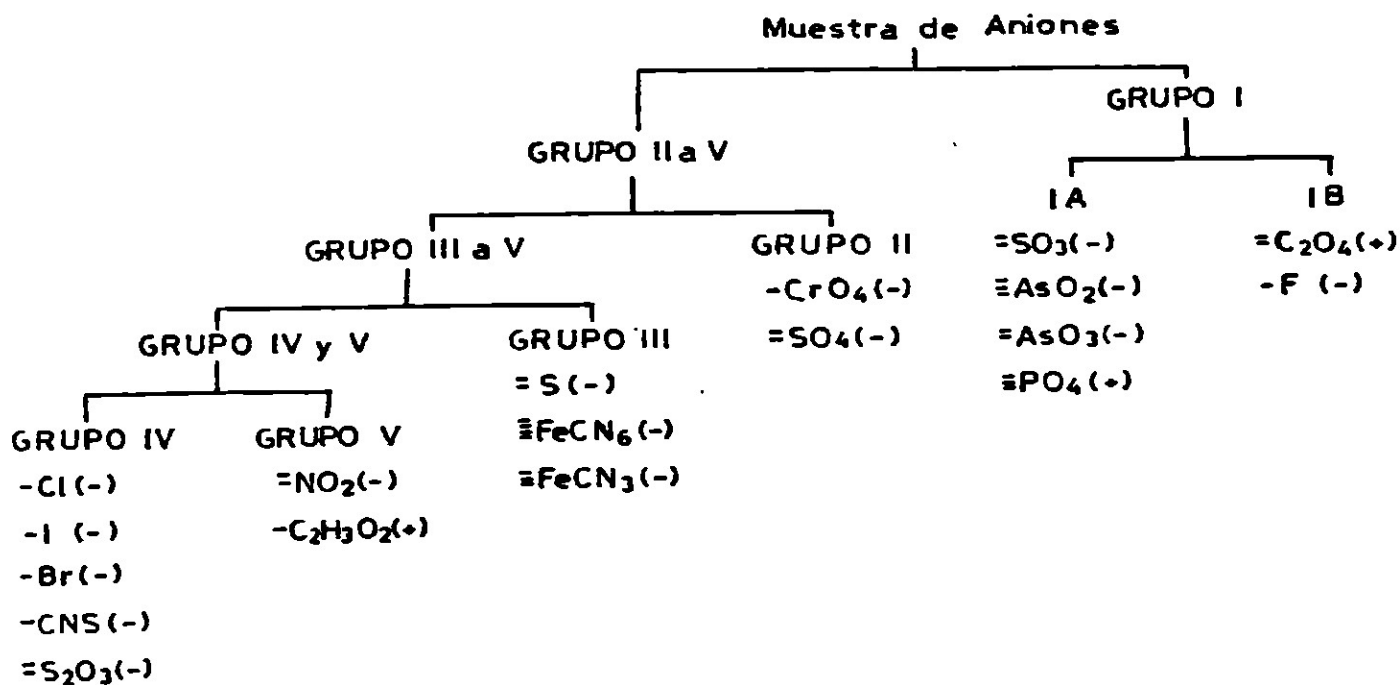 Muestra de Aniones
GRUPO I
GRUPO II a V
IA
IB
GRUPO III a V
GRUPO II
=SO₃(-)
=C₂O₄(+)
-CrO₄(-)
≡AsO₂(-)
-F (-)
GRUPO IV y V
GRUPO III
=SO₄(-)
=AsO₃(-)
=S(-)
≡PO₄(+)
GRUPO IV
GRUPO V
≣FeCN₆(-)
-Cl(-)
=NO₂(-)
≡FeCN₃(-)
-I (-)
-C₂H₃O₂(+)
-Br(-)
-CNS(-)
=S₂O₃(-)